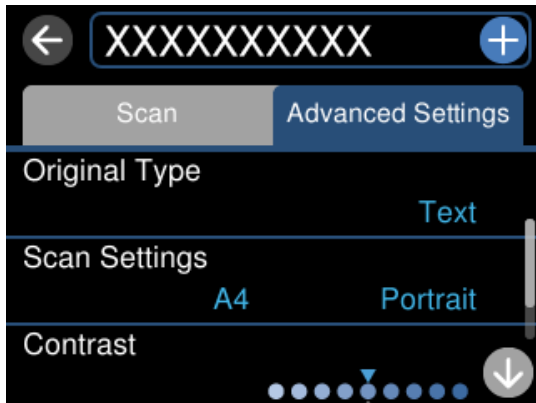 XXXXXXXXXX
Scan
Advanced Settings
Original Type
Text
Scan Settings
A4 Portrait
Contrast